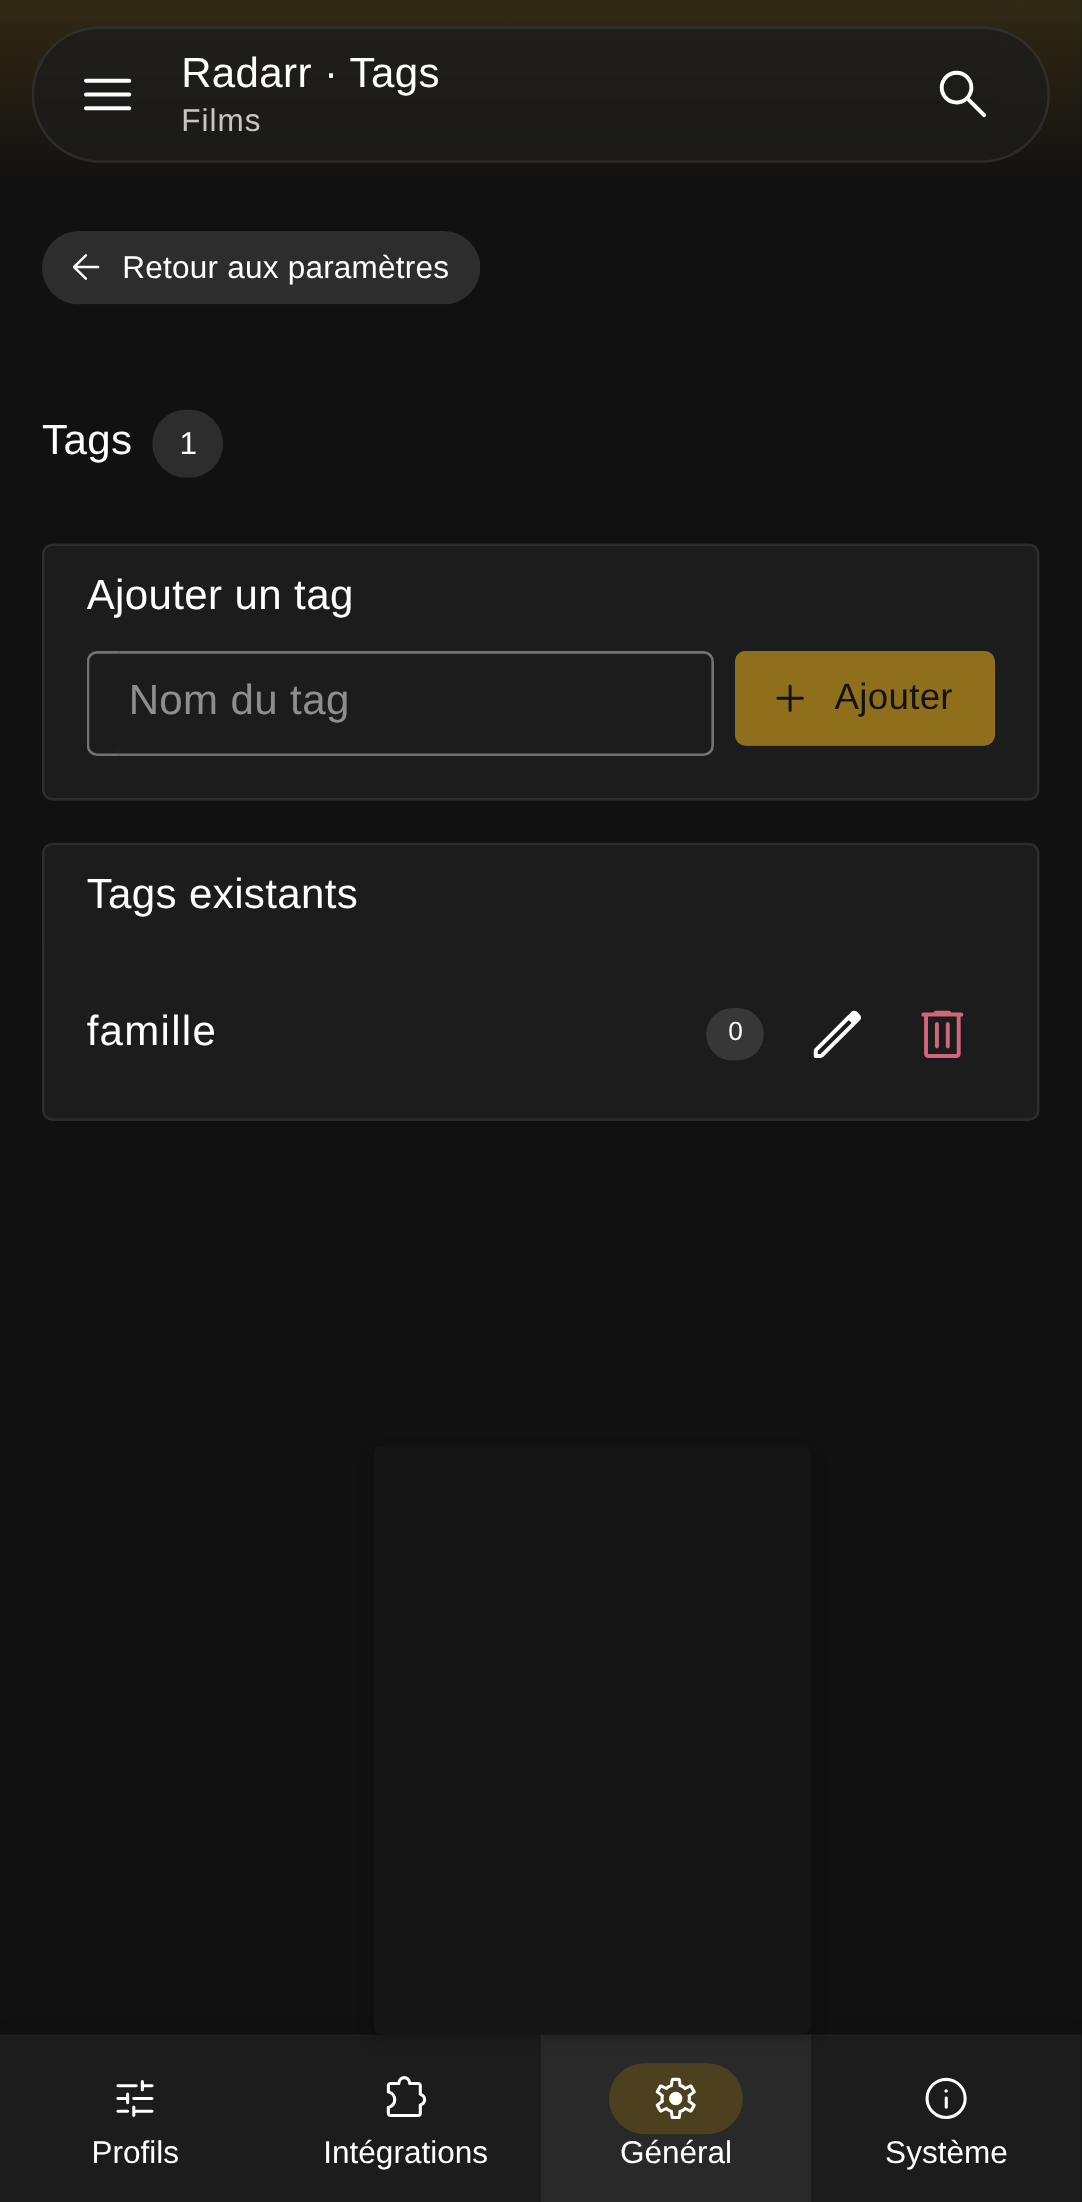 Radarr · Tags
Films
Retour aux paramètres
Tags 1
Ajouter un tag
Nom du tag
Ajouter
Tags existants
famille 0
Profils
Intégrations
Général
Système